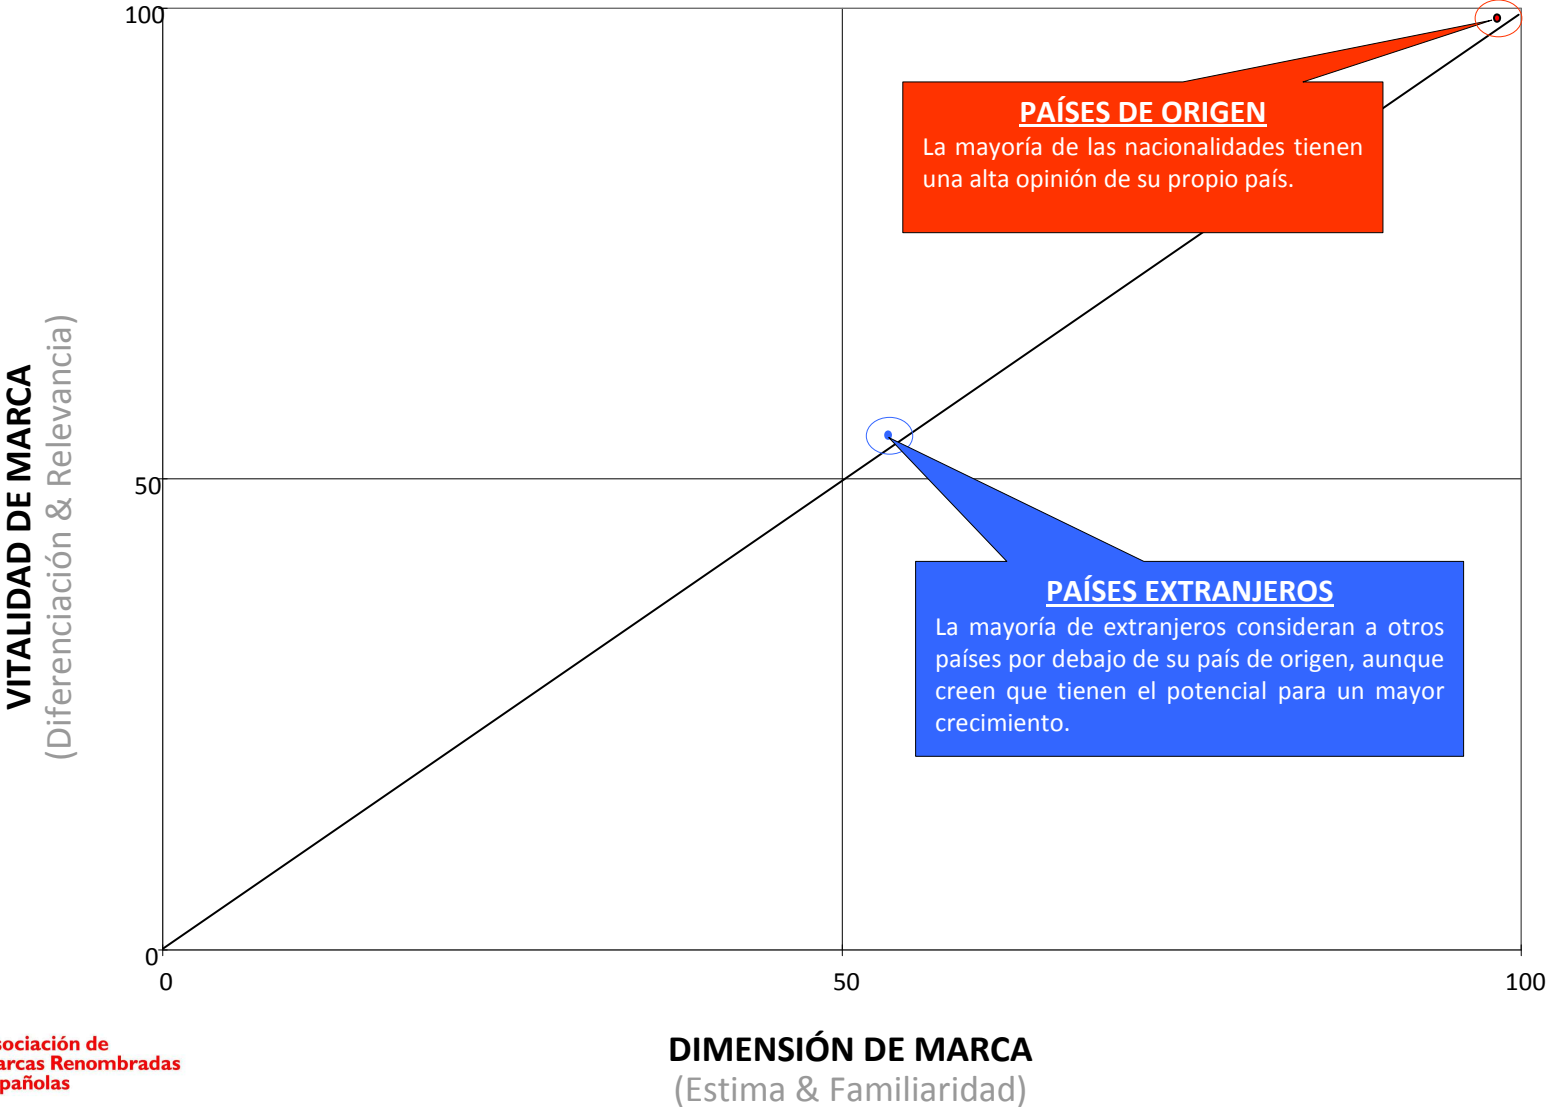 100
PAÍSES DE ORIGEN
La mayoría de las nacionalidades tienen
una alta opinión de su propio país.
VITALIDAD DE MARCA
(Diferenciación & Relevancia)
50
PAÍSES EXTRANJEROS
La mayoría de extranjeros consideran a otros
países por debajo de su país de origen, aunque
creen que tienen el potencial para un mayor
crecimiento.
0
0
50
100
DIMENSIÓN DE MARCA
(Estima & Familiaridad)
sociación de
arcas Renombradas
pañolas